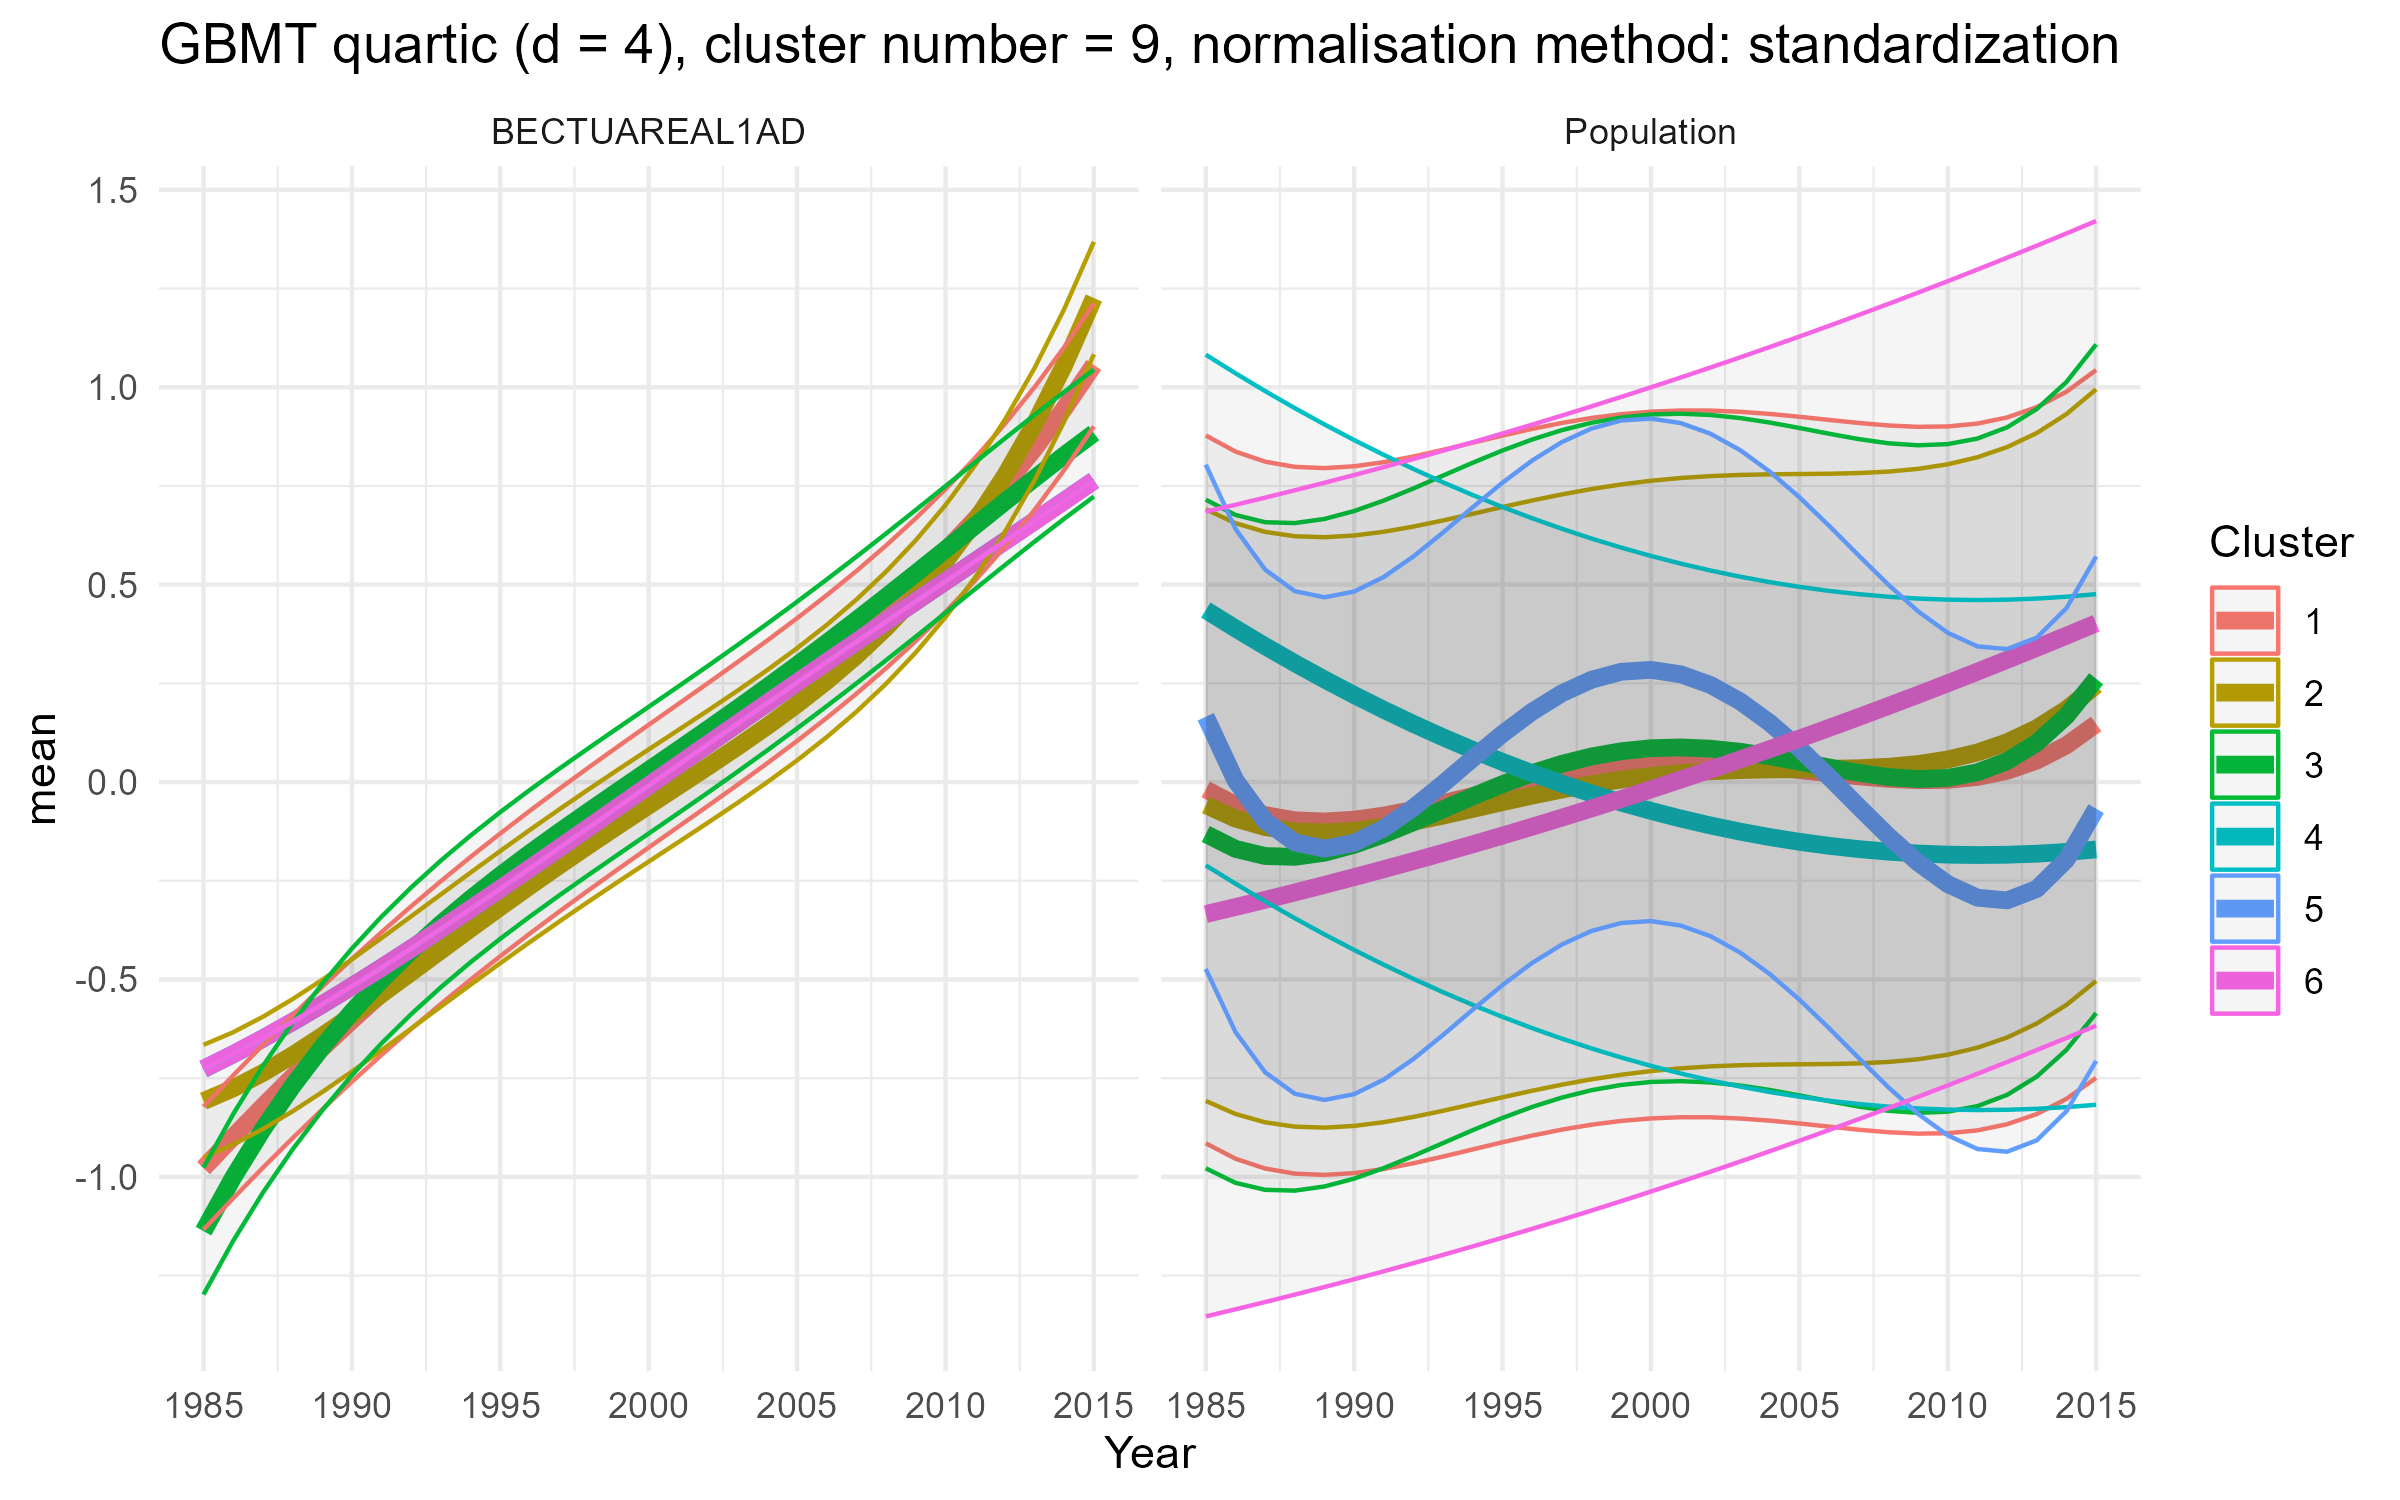 GBMT quartic (d = 4), cluster number = 9, normalisation method: standardization
BECTUAREAL1AD
Population
1.5
1.0
0.5
0.0
-0.5
-1.0
mean
1985 1990 1995 2000 2005 2010 2015
1985 1990 1995 2000 2005 2010 2015
Year
Cluster
1
2
3
4
5
6